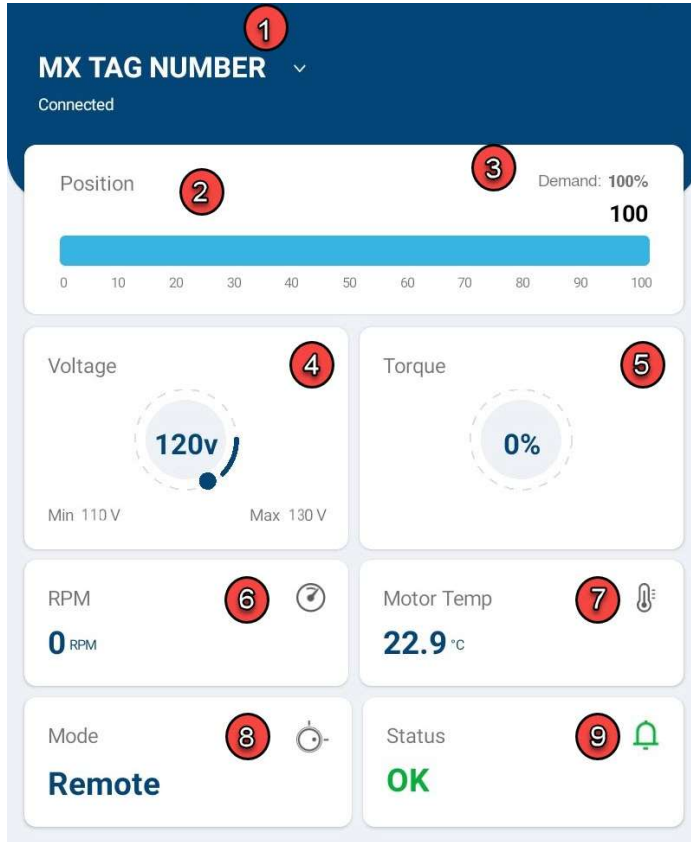 1
MX TAG NUMBER
Connected
Position
2
3
Demand: 100%
100
0 10 20 30 40 50 60 70 80 90 100
Voltage
4
120v
Min 110 V Max 130 V
Torque
5
0%
RPM
6
0 RPM
Motor Temp
7
22.9 °C
Mode
8
Remote
Status
9
OK